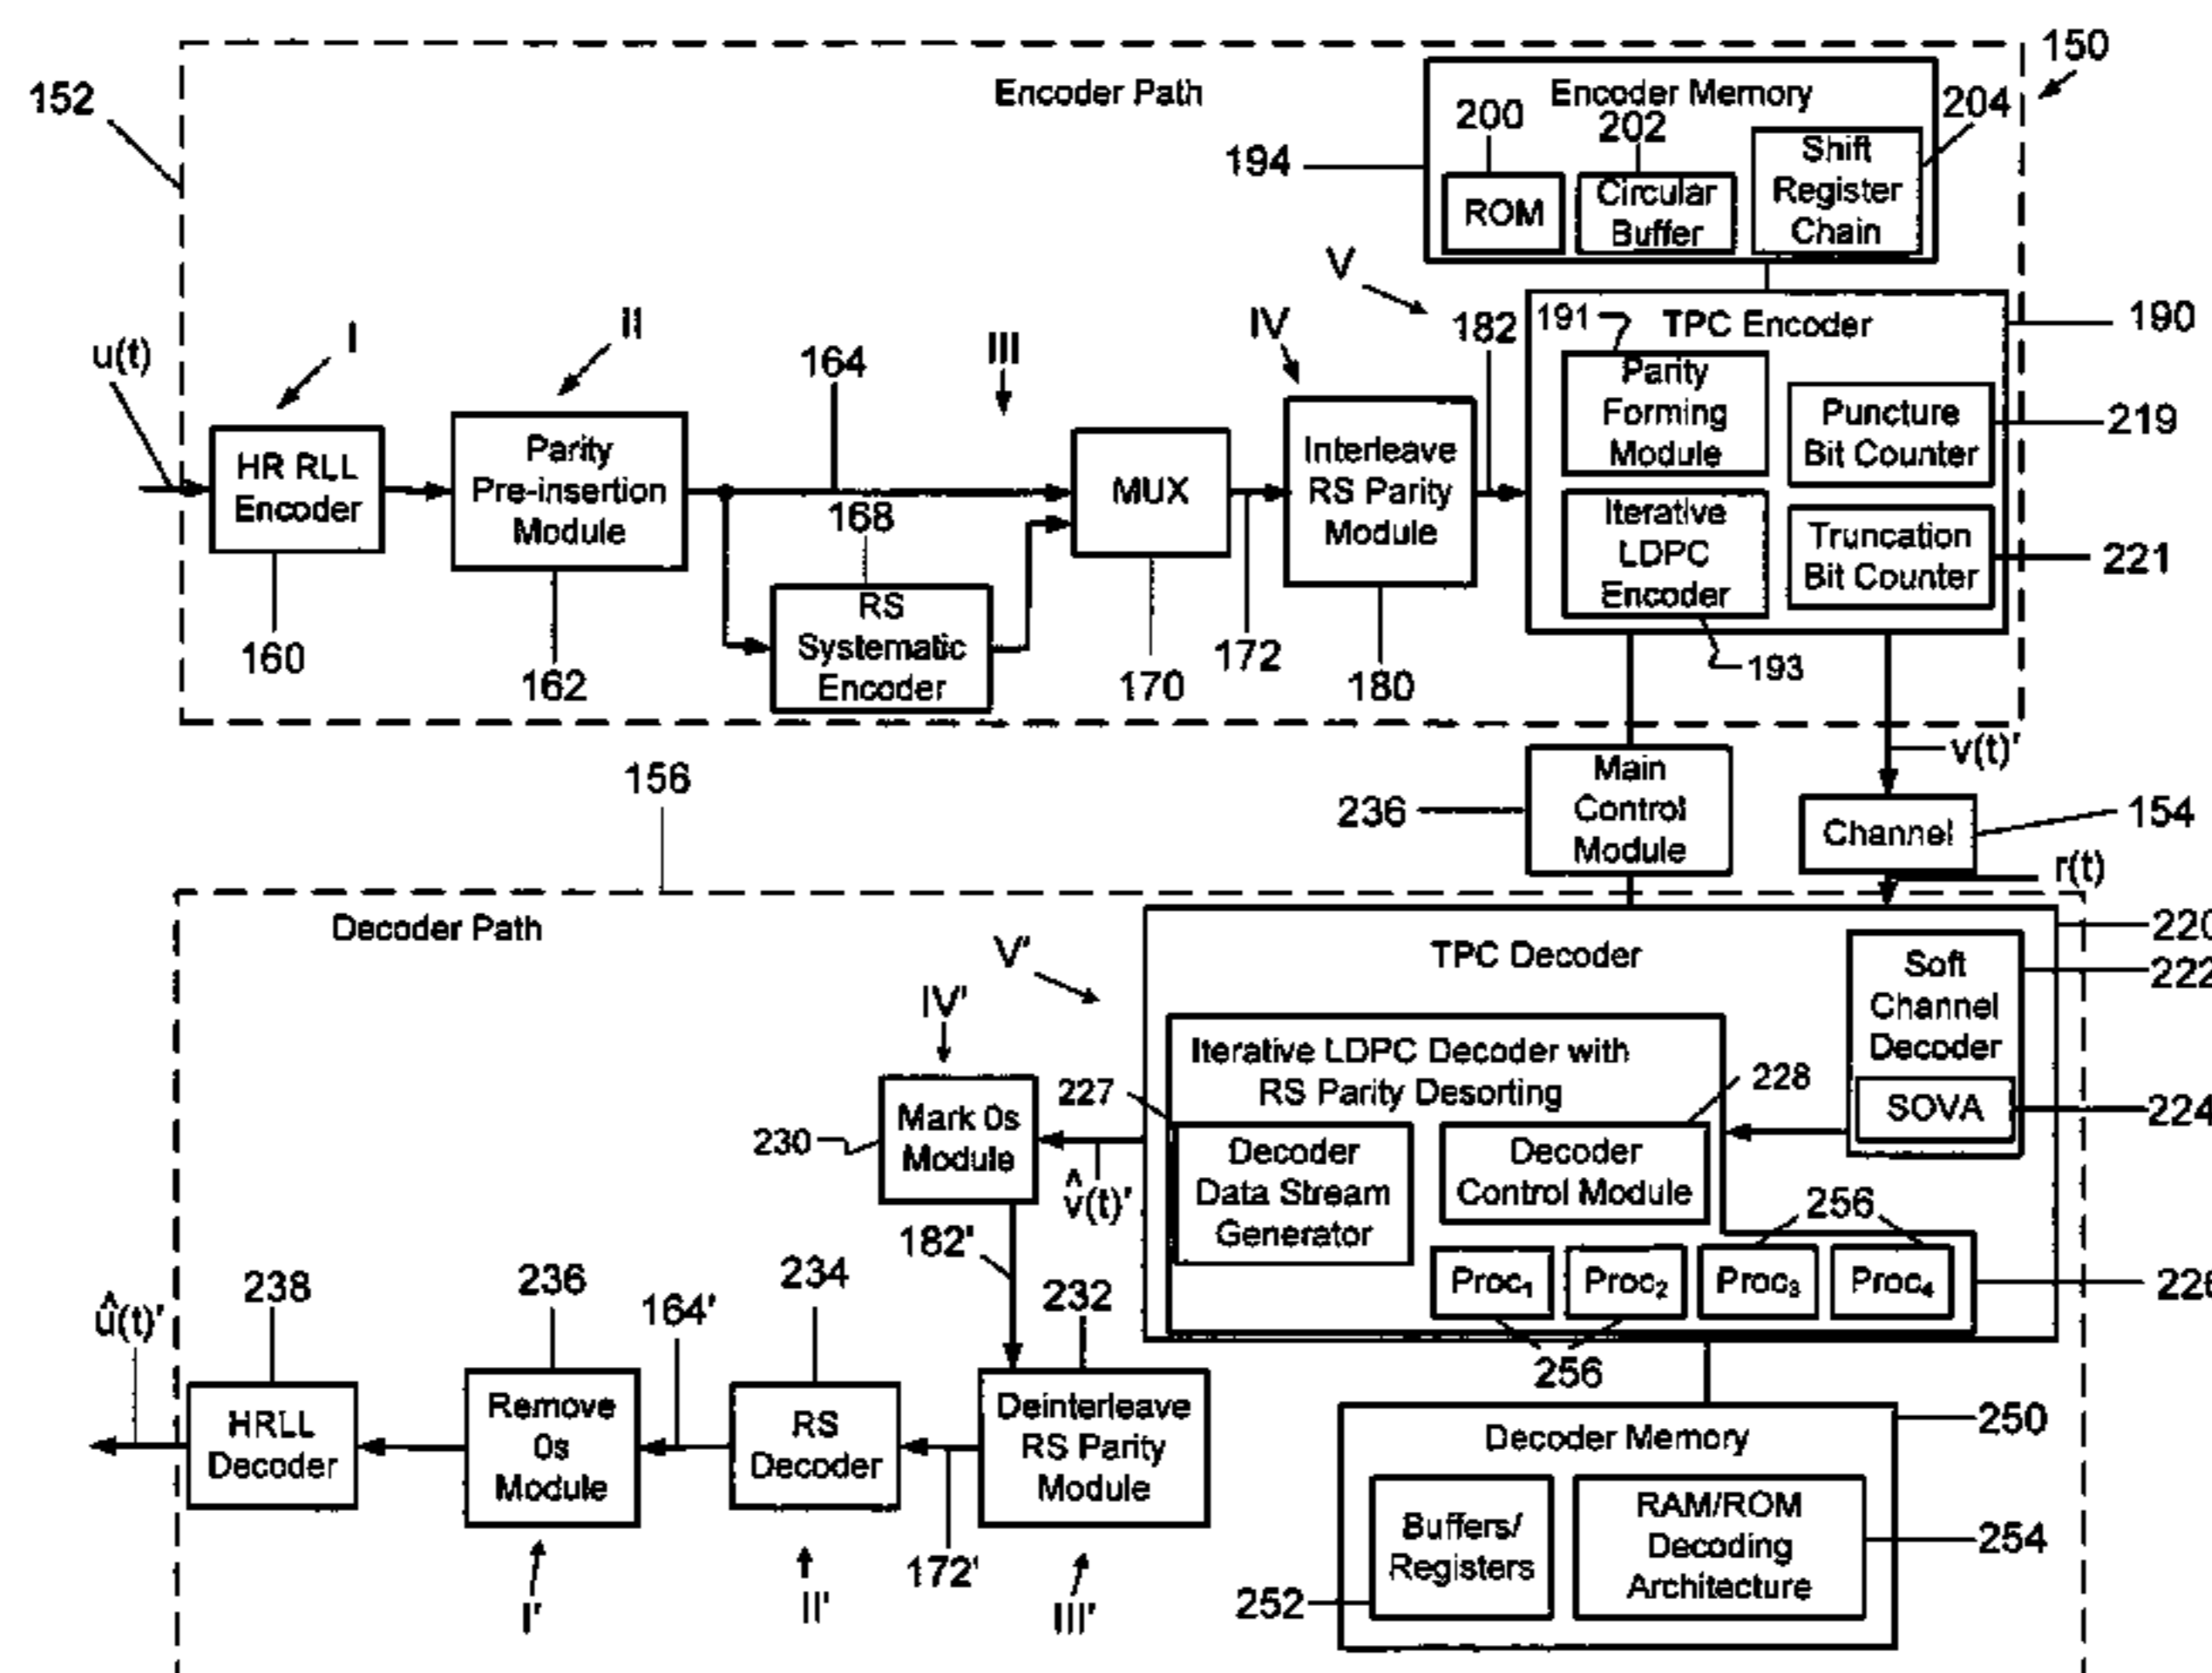 150
152
Encoder Path
Encoder Memory
200
202
204
194
ROM
Circular
Buffer
Shift
Register
Chain
u(t)
I
II
164
III
IV
V
182
191
TPC Encoder
190
HR RLL
Encoder
Parity
Pre-insertion
Module
168
MUX
Interleave
RS Parity
Module
Parity
Forming
Module
Puncture
Bit Counter
219
Iterative
LDPC
Encoder
Truncation
Bit Counter
221
160
162
RS
Systematic
Encoder
170
172
180
193
156
236
Main
Control
Module
v(t)'
Channel
154
r(t)
Decoder Path
V'
TPC Decoder
220
Soft
Channel
Decoder
222
IV'
Iterative LDPC Decoder with
RS Parity Desorting
227
228
SOVA
224
230
Mark 0s
Module
v̂(t)'
Decoder
Data Stream
Generator
Decoder
Control Module
256
182'
Proc₁
Proc₂
Proc₃
Proc₄
256
û(t)'
238
236
164'
234
232
HRLL
Decoder
Remove
0s
Module
RS
Decoder
Deinterleave
RS Parity
Module
172'
I'
II'
III'
Decoder Memory
250
Buffers/
Registers
252
RAM/ROM
Decoding
Architecture
254